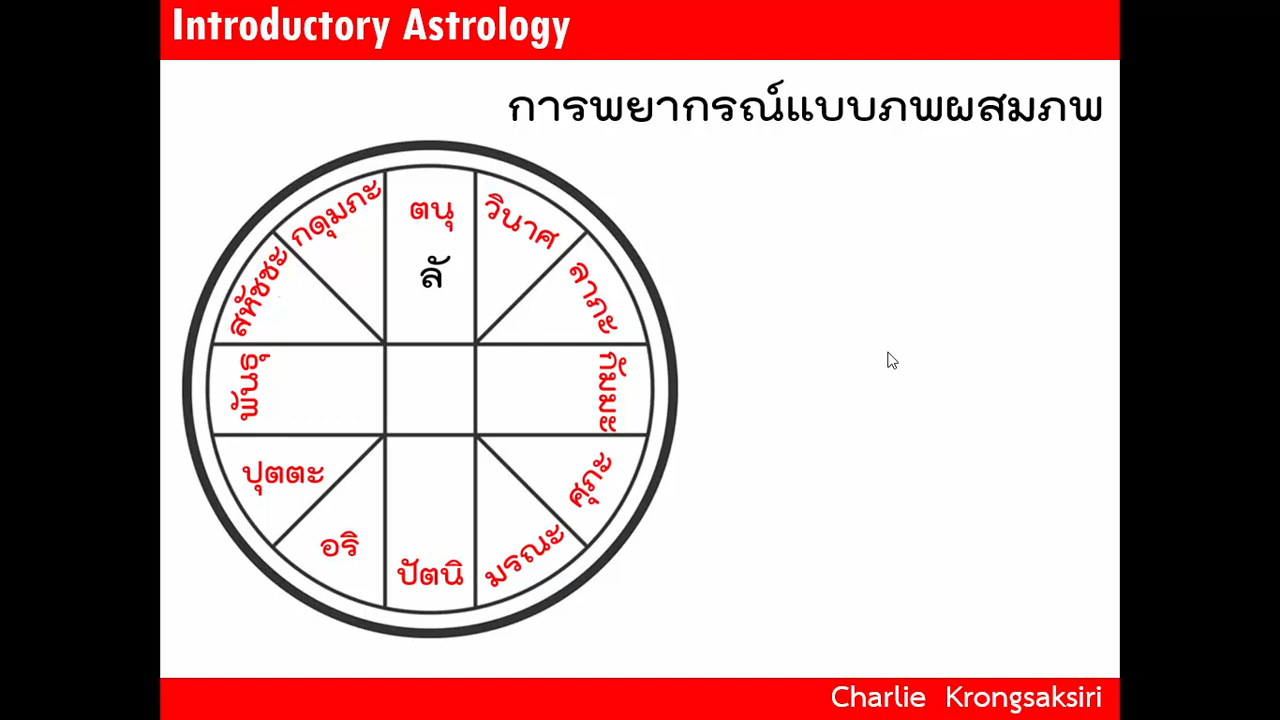 Introductory Astrology
การพยากรณ์แบบภพผสมภพ
กดุมภะ
ตนุ
วินาศ
สหัชชะ
ลั
ลาภะ
พันธุ
กัมมะ
ปุตตะ
ศุภะ
อริ
ปัตนิ
มรณะ
Charlie Krongsaksiri